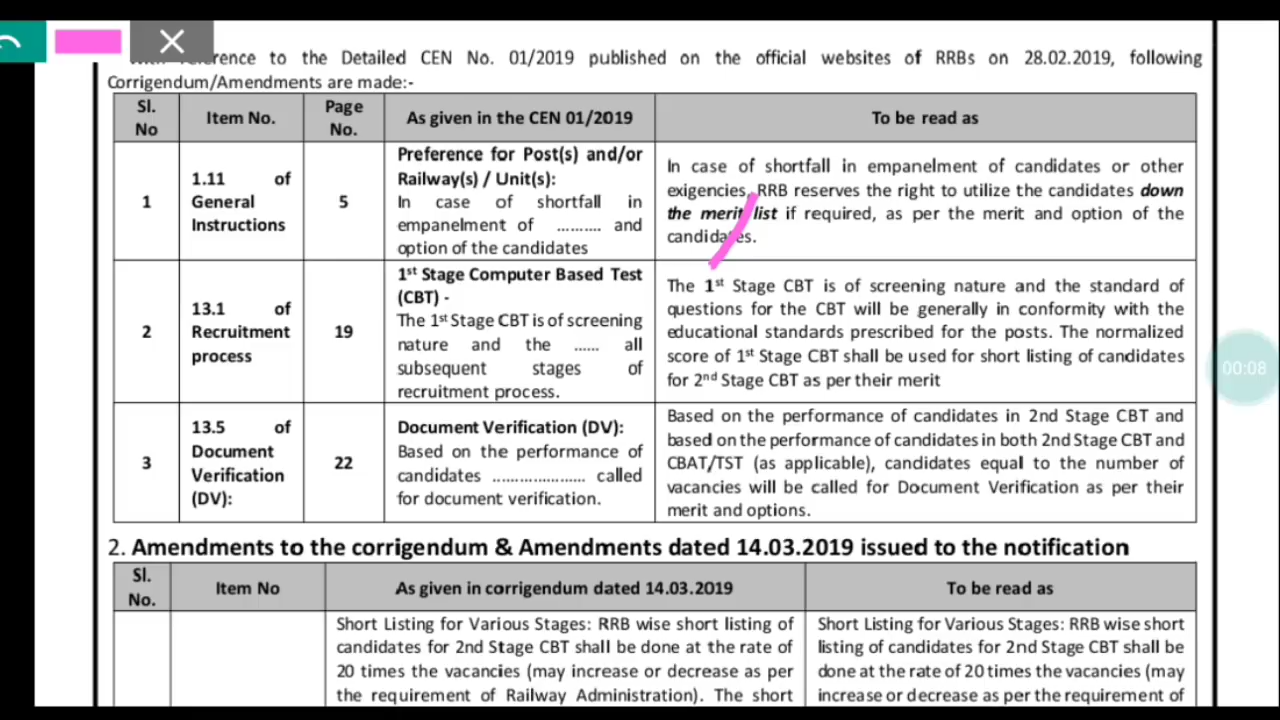 reference to the Detailed CEN No. 01/2019 published on the official websites of RRBs on 28.02.2019, following
Corrigendum/Amendments are made:-
Sl. No
Item No.
Page No.
As given in the CEN 01/2019
To be read as
1
1.11 of
General
Instructions
5
Preference for Post(s) and/or
Railway(s) / Unit(s):
In case of shortfall in
empanelment of .......... and
option of the candidates
In case of shortfall in empanelment of candidates or other
exigencies, RRB reserves the right to utilize the candidates down
the merit list if required, as per the merit and option of the
candidates.
2
13.1 of
Recruitment
process
19
1st Stage Computer Based Test
(CBT) -
The 1st Stage CBT is of screening
nature and the ...... all
subsequent stages of
recruitment process.
The 1st Stage CBT is of screening nature and the standard of
questions for the CBT will be generally in conformity with the
educational standards prescribed for the posts. The normalized
score of 1st Stage CBT shall be used for short listing of candidates
for 2nd Stage CBT as per their merit
3
13.5 of
Document
Verification
(DV):
22
Document Verification (DV):
Based on the performance of
candidates ..................... called
for document verification.
Based on the performance of candidates in 2nd Stage CBT and
based on the performance of candidates in both 2nd Stage CBT and
CBAT/TST (as applicable), candidates equal to the number of
vacancies will be called for Document Verification as per their
merit and options.
00:08
2. Amendments to the corrigendum & Amendments dated 14.03.2019 issued to the notification
Sl. No.
Item No
As given in corrigendum dated 14.03.2019
To be read as
Short Listing for Various Stages: RRB wise short listing of
candidates for 2nd Stage CBT shall be done at the rate of
20 times the vacancies (may increase or decrease as per
the requirement of Railway Administration). The short
Short Listing for Various Stages: RRB wise short
listing of candidates for 2nd Stage CBT shall be
done at the rate of 20 times the vacancies (may
increase or decrease as per the requirement of